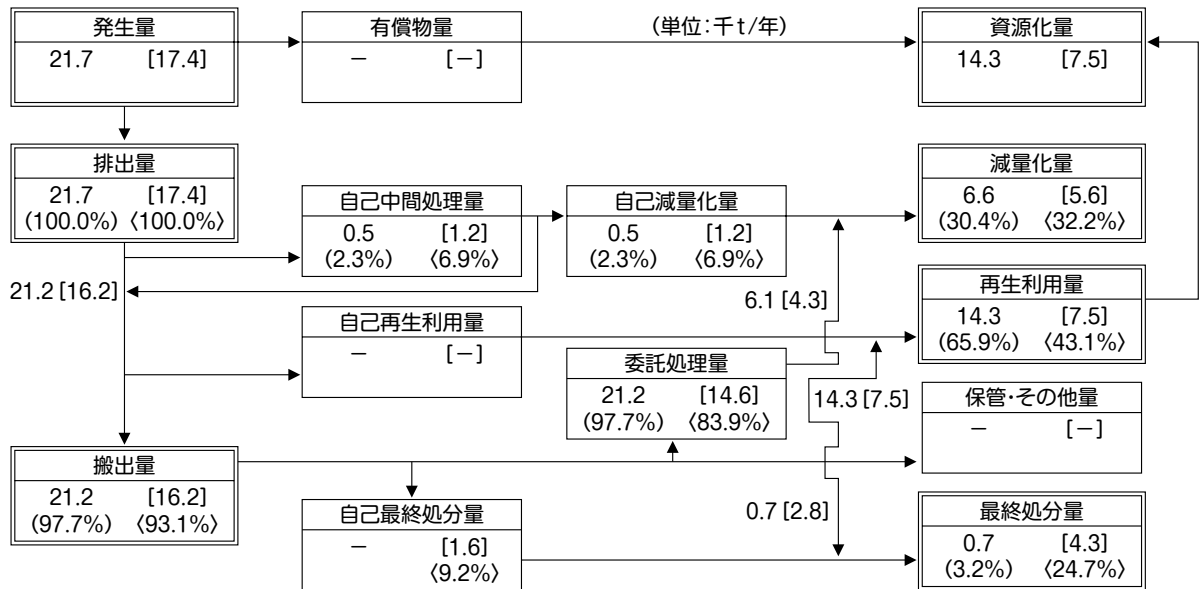 発生量
21.7 [17.4]
有償物量
− [−]
(単位:千t/年)
資源化量
14.3 [7.5]
排出量
21.7 [17.4]
(100.0%) 〈100.0%〉
自己中間処理量
0.5 [1.2]
(2.3%) 〈6.9%〉
自己減量化量
0.5 [1.2]
(2.3%) 〈6.9%〉
減量化量
6.6 [5.6]
(30.4%) 〈32.2%〉
21.2 [16.2]
6.1 [4.3]
再生利用量
14.3 [7.5]
(65.9%) 〈43.1%〉
自己再生利用量
− [−]
委託処理量
21.2 [14.6]
(97.7%) 〈83.9%〉
14.3 [7.5]
保管・その他量
− [−]
搬出量
21.2 [16.2]
(97.7%) 〈93.1%〉
自己最終処分量
− [1.6]
〈9.2%〉
0.7 [2.8]
最終処分量
0.7 [4.3]
(3.2%) 〈24.7%〉